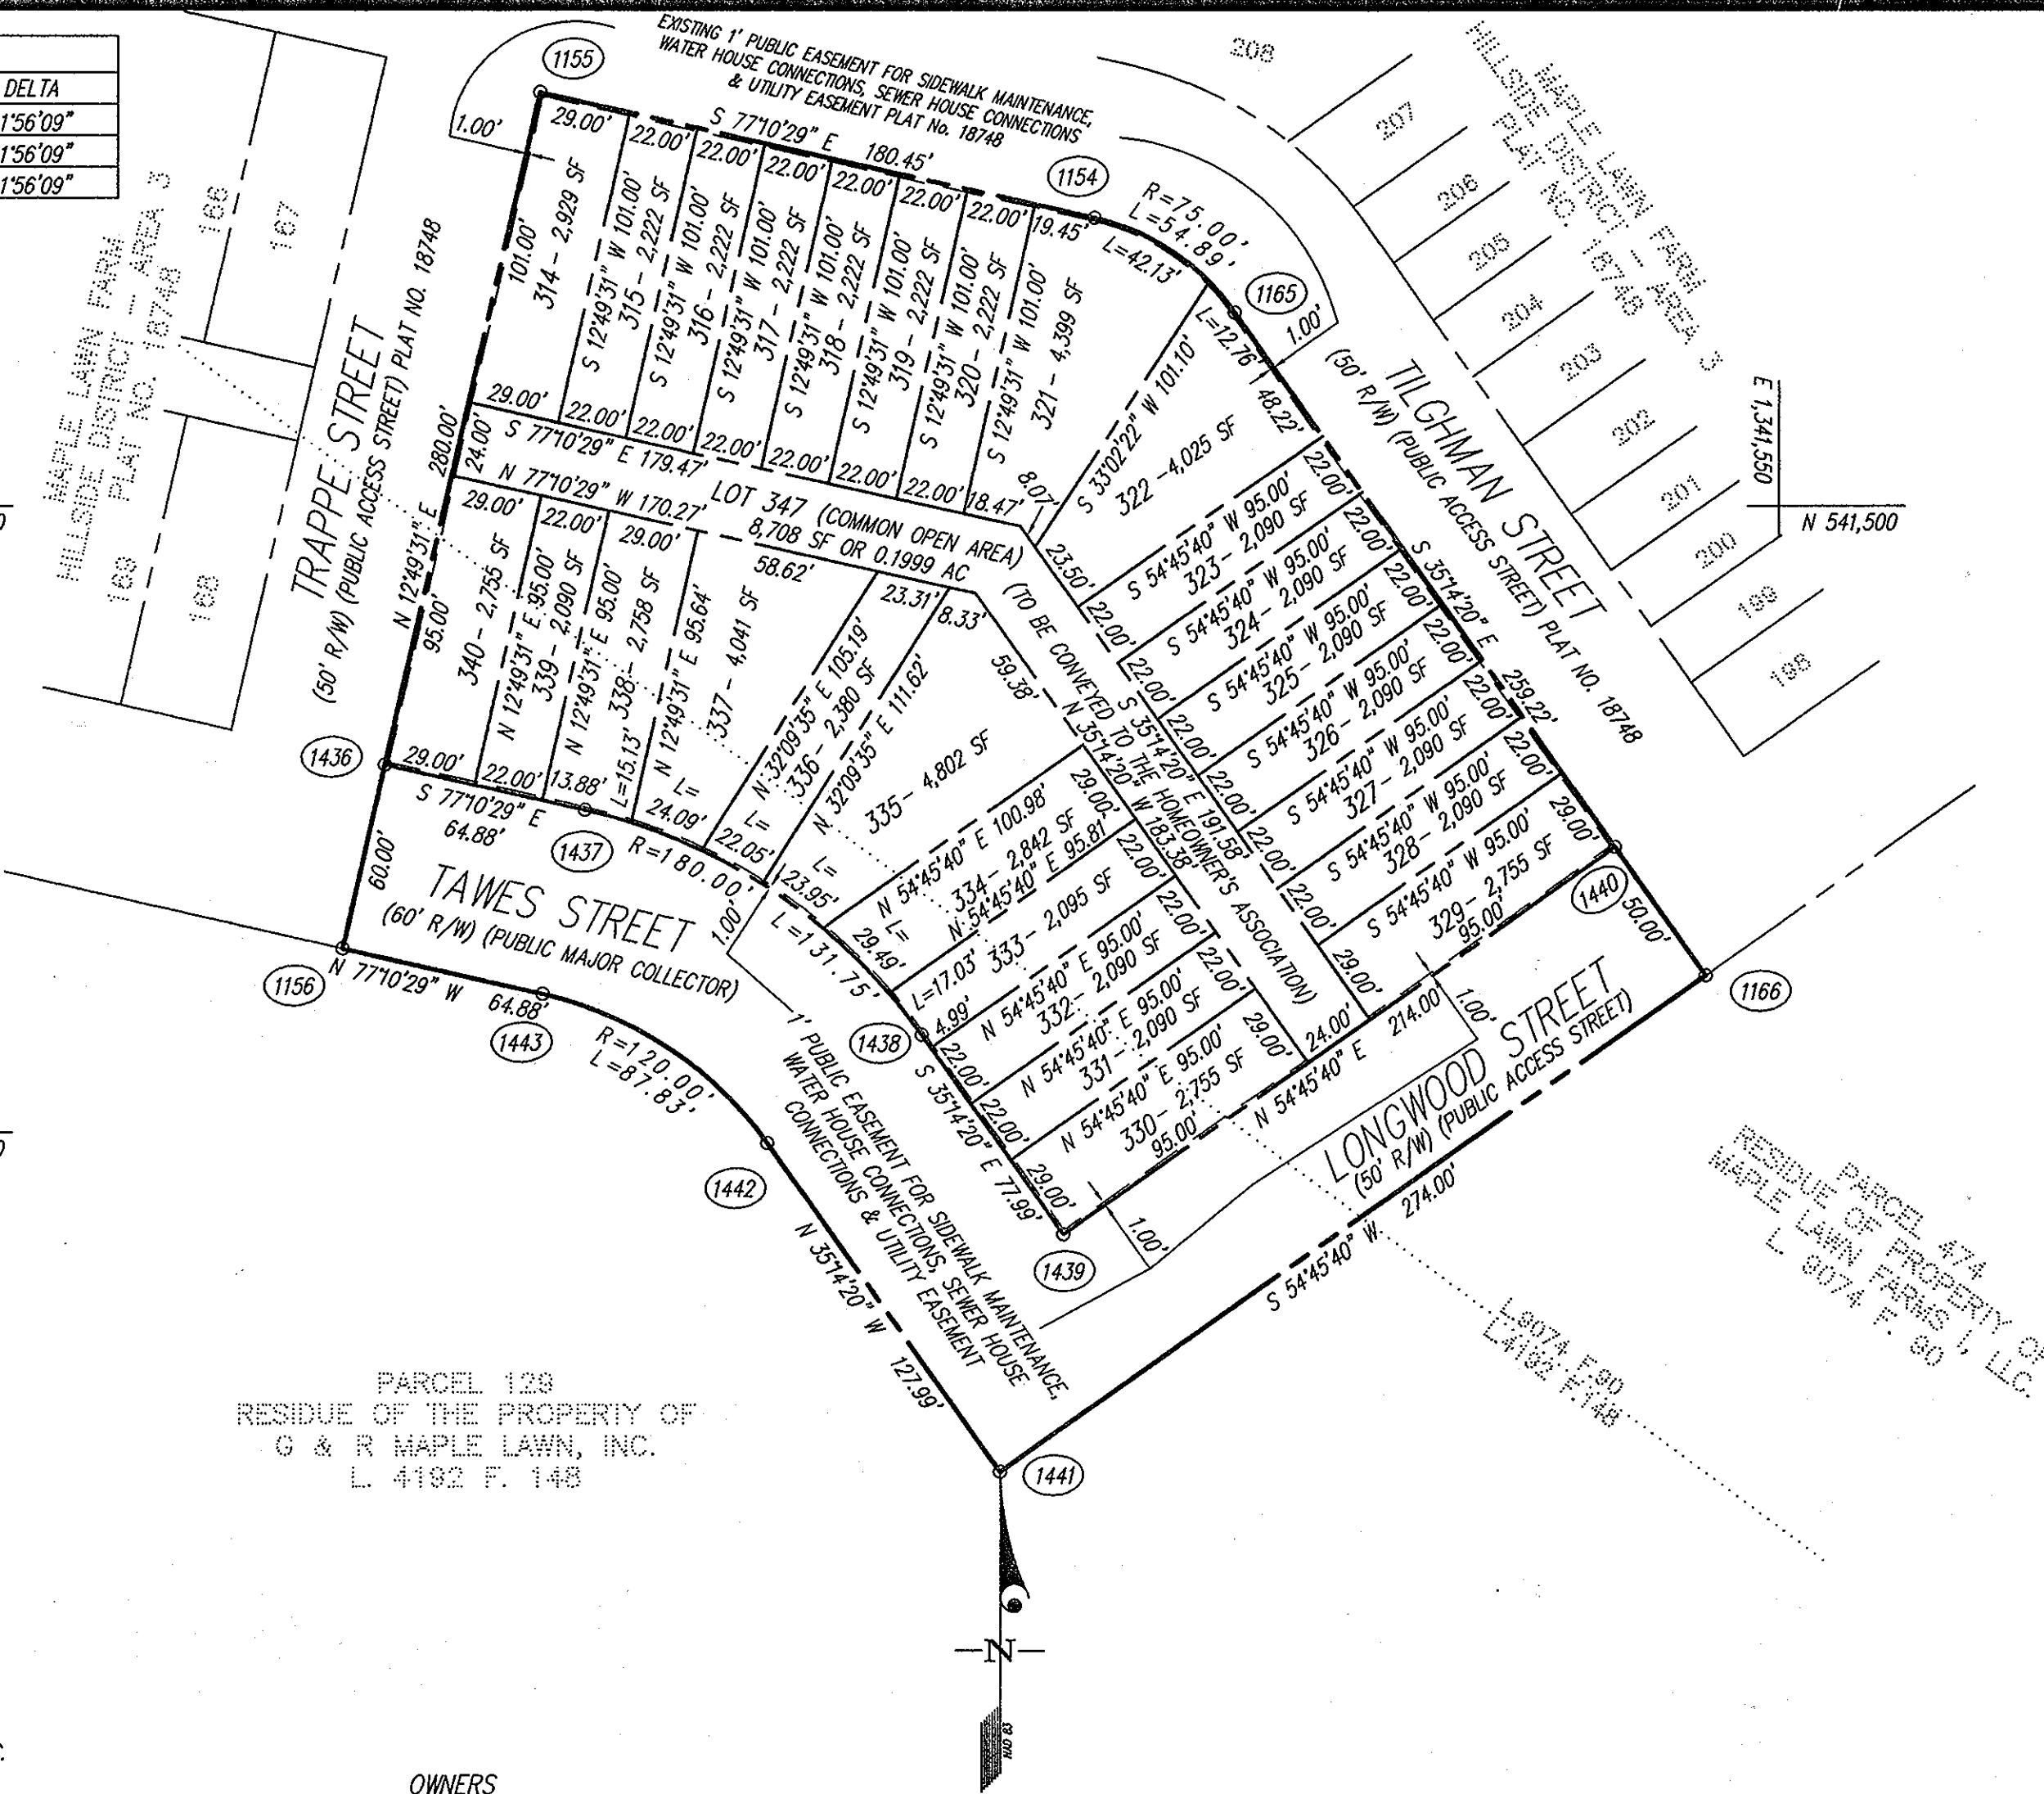 DELTA
1°56'09"
1°56'09"
1°56'09"
EXISTING 1' PUBLIC EASEMENT FOR SIDEWALK MAINTENANCE,
WATER HOUSE CONNECTIONS, SEWER HOUSE CONNECTIONS
& UTILITY EASEMENT PLAT No. 18748
1155
1.00'
S 77°10'29" E 180.45'
29.00'
22.00'
22.00'
22.00'
22.00'
22.00'
22.00'
19.45'
1154
R=75.00'
L=54.89'
L=42.13'
1165
L=12.76'
1.00'
48.22'
208
207
206
205
204
203
202
201
200
199
198
MAPLE LAWN FARM
HILLSIDE DISTRICT - AREA 3
PLAT NO. 18748
E 1,341,550
N 541,500
MAPLE LAWN FARM
HILLSIDE DISTRICT - AREA 3
PLAT NO. 18748
166
167
169
168
TRAPPE STREET
(50' R/W) (PUBLIC ACCESS STREET) PLAT NO. 18748
N 12°49'31" E 280.00'
101.00'
24.00'
95.00'
60.00'
314 - 2,929 SF
S 12°49'31" W 101.00'
315 - 2,222 SF
S 12°49'31" W 101.00'
316 - 2,222 SF
S 12°49'31" W 101.00'
317 - 2,222 SF
S 12°49'31" W 101.00'
318 - 2,222 SF
S 12°49'31" W 101.00'
319 - 2,222 SF
S 12°49'31" W 101.00'
320 - 2,222 SF
S 12°49'31" W 101.00'
321 - 4,399 SF
S 33°02'22" W 101.10'
322 - 4,025 SF
29.00'
22.00'
22.00'
22.00'
22.00'
22.00'
22.00'
18.47'
8.07'
23.50'
S 77°10'29" E 179.47'
N 77°10'29" W 170.27'
LOT 347 (COMMON OPEN AREA)
8,708 SF OR 0.1999 AC
(TO BE CONVEYED TO THE HOMEOWNER'S ASSOCIATION)
29.00'
22.00'
29.00'
58.62'
23.31'
8.33'
59.38'
340 - 2,755 SF
N 12°49'31" E 95.00'
339 - 2,090 SF
N 12°49'31" E 95.00'
338 - 2,758 SF
N 12°49'31" E 95.64'
337 - 4,041 SF
N 32°09'35" E 105.19'
336 - 2,380 SF
N 32°09'35" E 111.62'
335 - 4,802 SF
N 54°45'40" E 100.98'
334 - 2,842 SF
N 54°45'40" E 95.81'
333 - 2,095 SF
N 54°45'40" E 95.00'
332 - 2,090 SF
N 54°45'40" E 95.00'
331 - 2,090 SF
N 54°45'40" E 95.00'
330 - 2,755 SF
95.00'
N 35°14'20" W 183.38'
29.00'
22.00'
22.00'
22.00'
29.00'
S 35°14'20" E 191.58'
22.00'
22.00'
22.00'
22.00'
22.00'
22.00'
29.00'
S 54°45'40" W 95.00'
323 - 2,090 SF
S 54°45'40" W 95.00'
324 - 2,090 SF
S 54°45'40" W 95.00'
325 - 2,090 SF
S 54°45'40" W 95.00'
326 - 2,090 SF
S 54°45'40" W 95.00'
327 - 2,090 SF
S 54°45'40" W 95.00'
328 - 2,090 SF
S 54°45'40" W 95.00'
329 - 2,755 SF
95.00'
22.00'
22.00'
22.00'
22.00'
22.00'
22.00'
29.00'
S 35°14'20" E 259.22'
TILGHMAN STREET
(50' R/W) (PUBLIC ACCESS STREET) PLAT NO. 18748
1440
50.00'
1166
1436
29.00'
22.00'
13.88'
S 77°10'29" E
64.88'
1437
L=15.13'
L=
24.09'
L=
22.05'
L=
23.95'
L=
29.49'
L=17.03'
4.99'
R=180.00'
L=131.75'
1.00'
1438
22.00'
22.00'
29.00'
S 35°14'20" E 77.99'
1439
24.00'
N 54°45'40" E 214.00'
1.00'
1.00'
TAWES STREET
(60' R/W) (PUBLIC MAJOR COLLECTOR)
1156
N 77°10'29" W 64.88'
1443
R=120.00'
L=87.83'
1442
N 35°14'20" W 127.99'
1' PUBLIC EASEMENT FOR SIDEWALK MAINTENANCE,
WATER HOUSE CONNECTIONS, SEWER HOUSE
CONNECTIONS & UTILITY EASEMENT
LONGWOOD STREET
(50' R/W) (PUBLIC ACCESS STREET)
S 54°45'40" W 274.00'
1441
PARCEL 474
RESIDUE OF PROPERTY OF
MAPLE LAWN FARMS I, LLC.
L. 9074 F. 90
L.9074 F.90
L.4192 F.148
PARCEL 129
RESIDUE OF THE PROPERTY OF
G & R MAPLE LAWN, INC.
L. 4192 F. 148
N
NAD 83
OWNERS